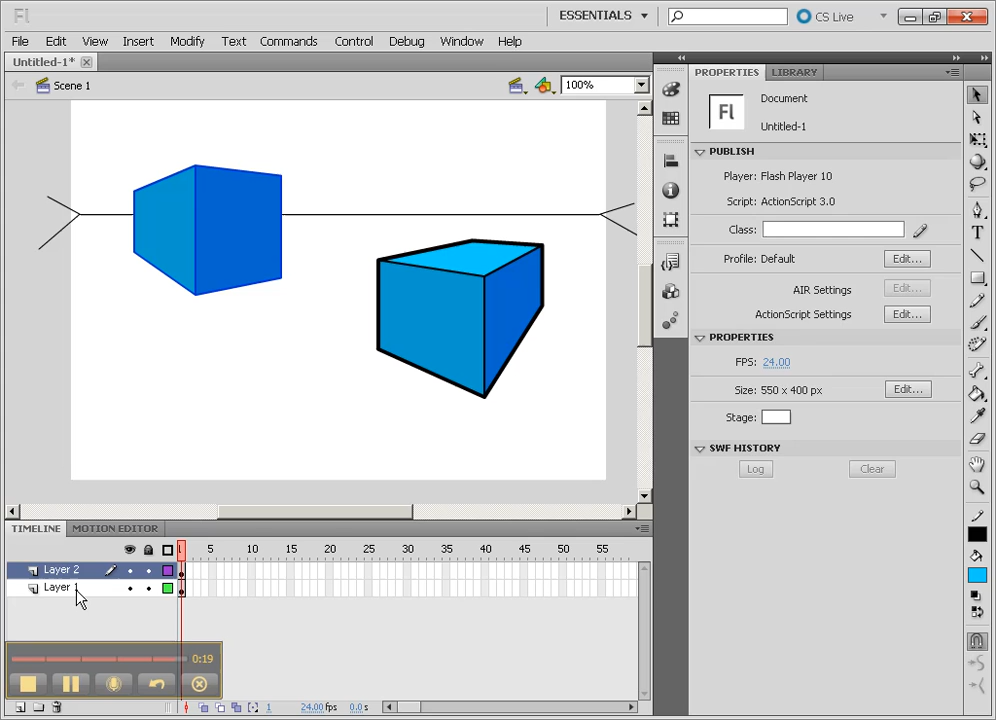 Fl
ESSENTIALS
CS Live
File Edit View Insert Modify Text Commands Control Debug Window Help
Untitled-1*
Scene 1
100%
PROPERTIES LIBRARY
Fl
Document
Untitled-1
PUBLISH
Player: Flash Player 10
Script: ActionScript 3.0
Class:
Profile: Default Edit...
AIR Settings Edit...
ActionScript Settings Edit...
PROPERTIES
FPS: 24.00
Size: 550 x 400 px Edit...
Stage:
SWF HISTORY
Log Clear
TIMELINE MOTION EDITOR
1 5 10 15 20 25 30 35 40 45 50 55
Layer 2
Layer 1
0:19
1 24.00fps 0.0s